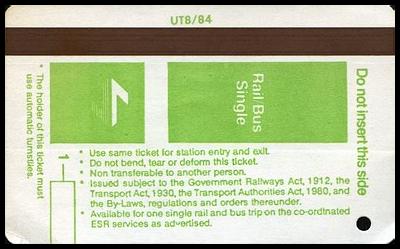 UT8/84
Rail Bus
Single
Do not insert this side
* The holder of this ticket must
use automatic turnstiles.
1
* Use same ticket for station entry and exit.
* Do not bend, tear or deform this ticket.
* Non transferable to another person.
* Issued subject to the Government Railways Act, 1912, the
Transport Act, 1930, the Transport Authorities Act, 1980, and
the By-Laws, regulations and orders thereunder.
* Available for one single rail and bus trip on the co-ordinated
ESR services as advertised.